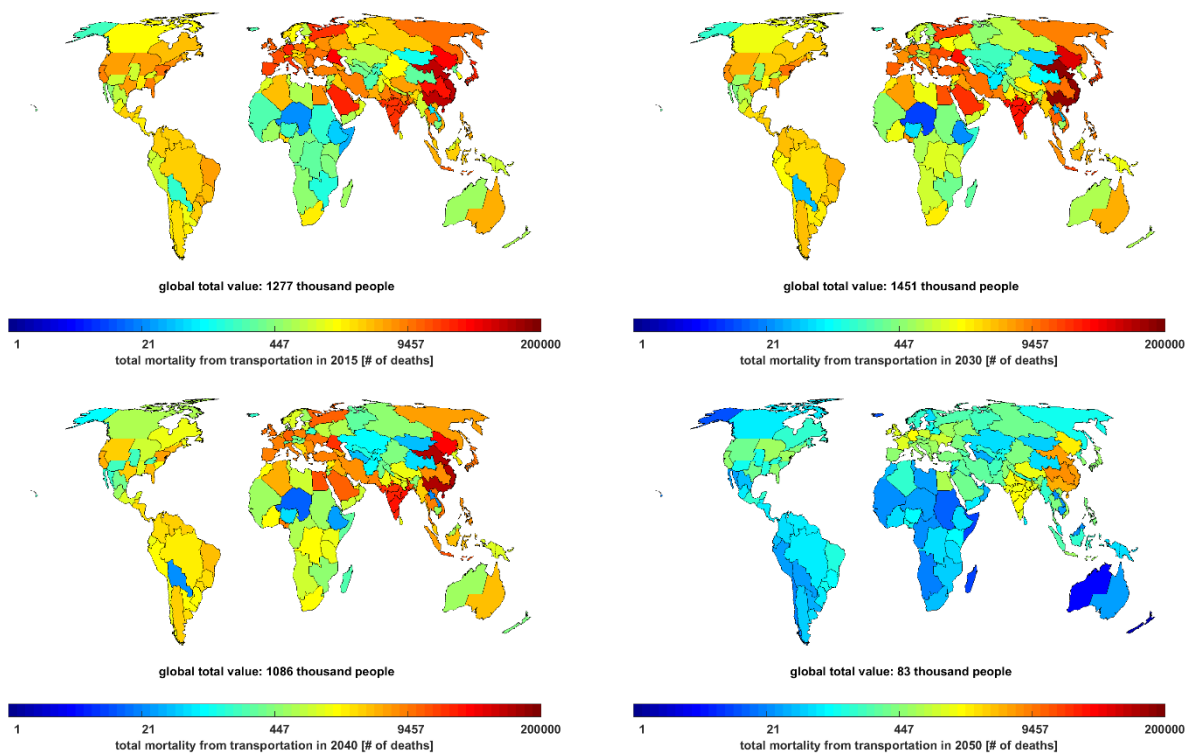 global total value: 1277 thousand people
1 21 447 9457 200000
total mortality from transportation in 2015 [# of deaths]
global total value: 1451 thousand people
1 21 447 9457 200000
total mortality from transportation in 2030 [# of deaths]
global total value: 1086 thousand people
1 21 447 9457 200000
total mortality from transportation in 2040 [# of deaths]
global total value: 83 thousand people
1 21 447 9457 200000
total mortality from transportation in 2050 [# of deaths]